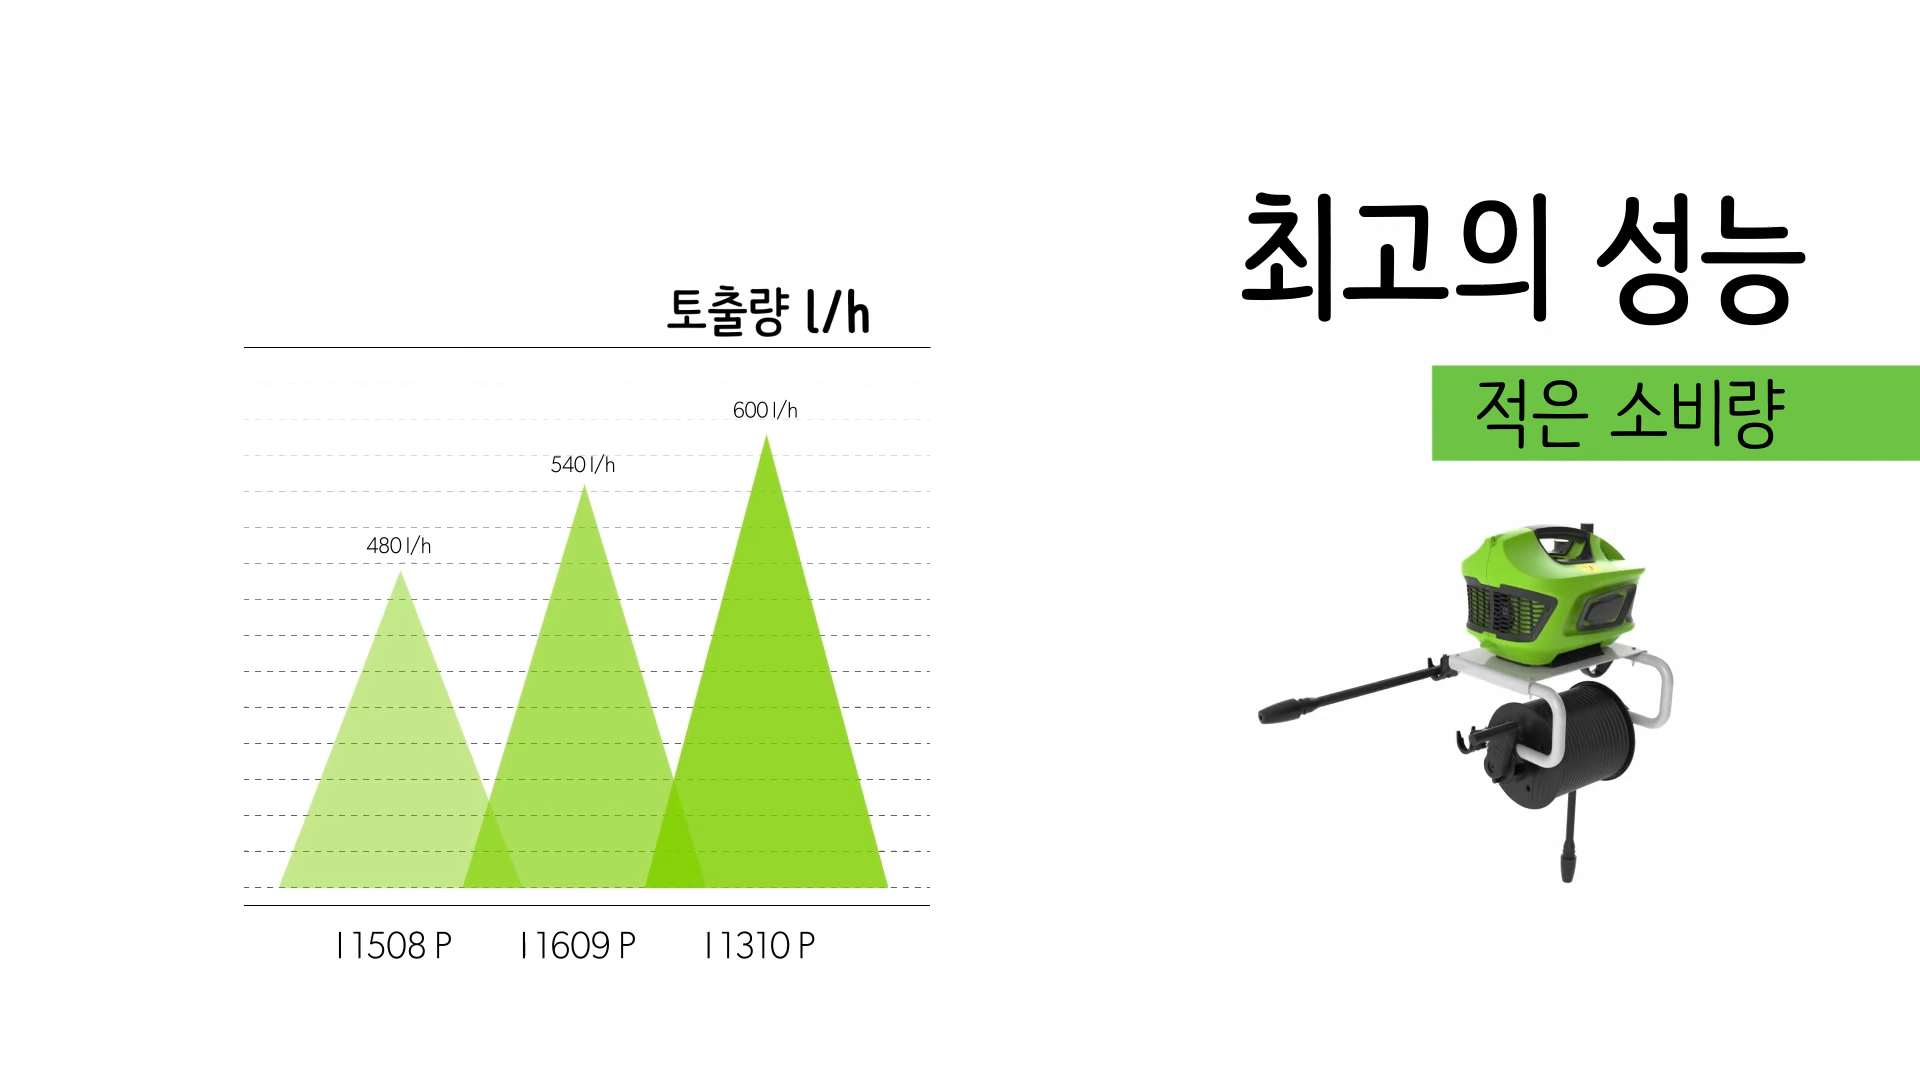 최고의 성능
적은 소비량
토출량 l/h
600 l/h
540 l/h
480 l/h
I 1508 P
I 1609 P
I 1310 P